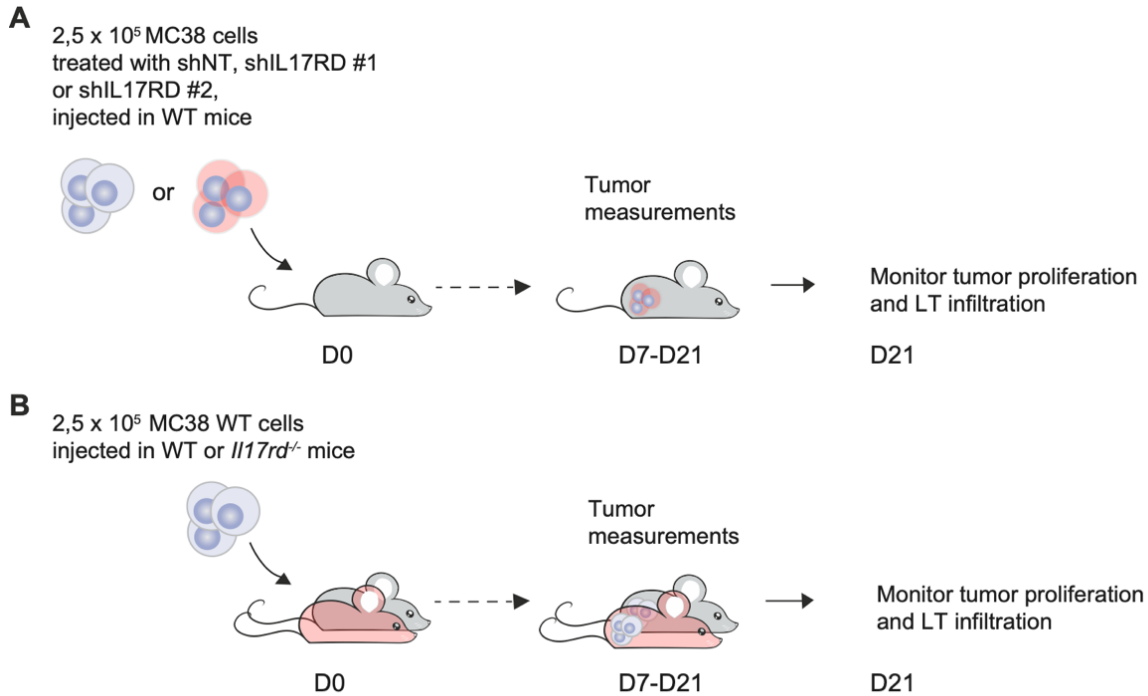 A
2,5 x 10⁵ MC38 cells
treated with shNT, shIL17RD #1
or shIL17RD #2,
injected in WT mice
or
Tumor
measurements
Monitor tumor proliferation
and LT infiltration
D0
D7-D21
D21
B
2,5 x 10⁵ MC38 WT cells
injected in WT or Il17rd⁻/⁻ mice
Tumor
measurements
Monitor tumor proliferation
and LT infiltration
D0
D7-D21
D21